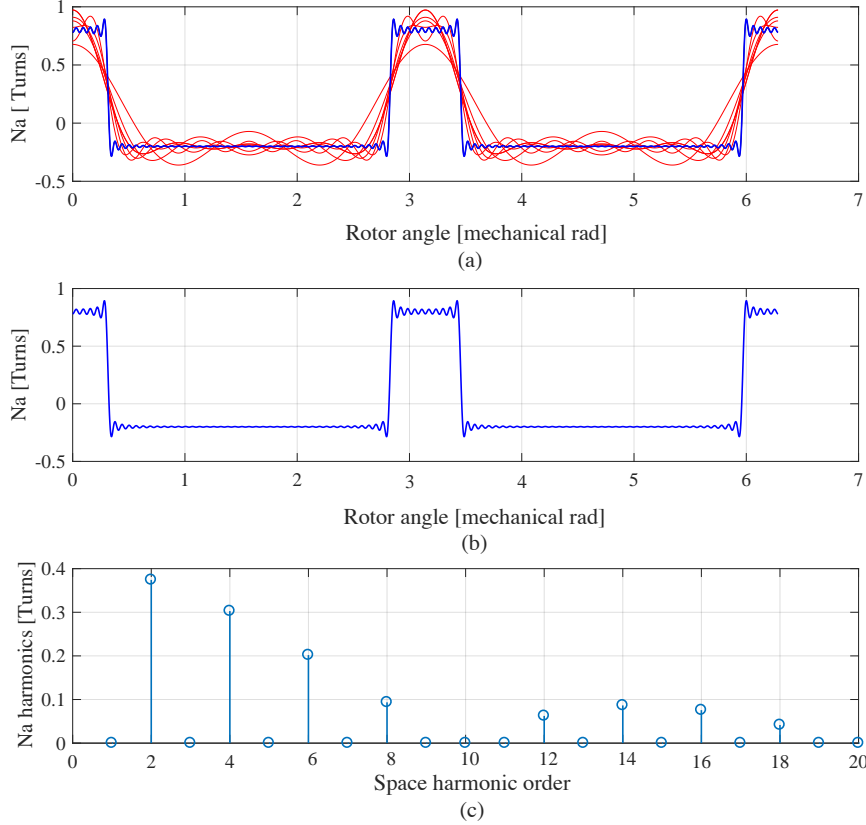 1
0.5
0
-0.5
Na [ Turns]
0 1 2 3 4 5 6 7
Rotor angle [mechanical rad]
(a)
1
0.5
0
-0.5
Na [Turns]
0 1 2 3 4 5 6 7
Rotor angle [mechanical rad]
(b)
0.4
0.3
0.2
0.1
0
Na harmonics [Turns]
0 2 4 6 8 10 12 14 16 18 20
Space harmonic order
(c)